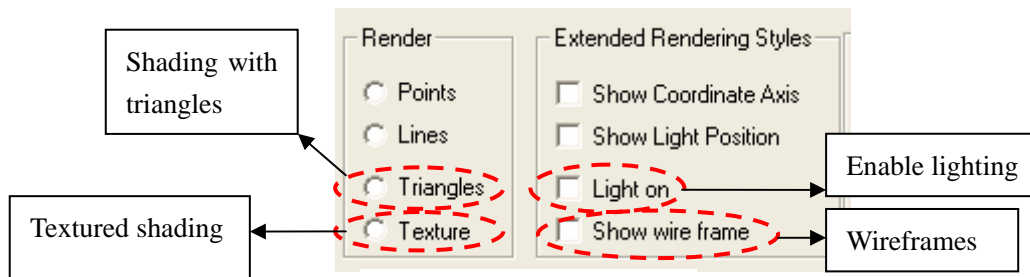 Render
Extended Rendering Styles
Shading with
triangles
Points
Show Coordinate Axis
Lines
Show Light Position
Triangles
Light on
Enable lighting
Textured shading
Texture
Show wire frame
Wireframes